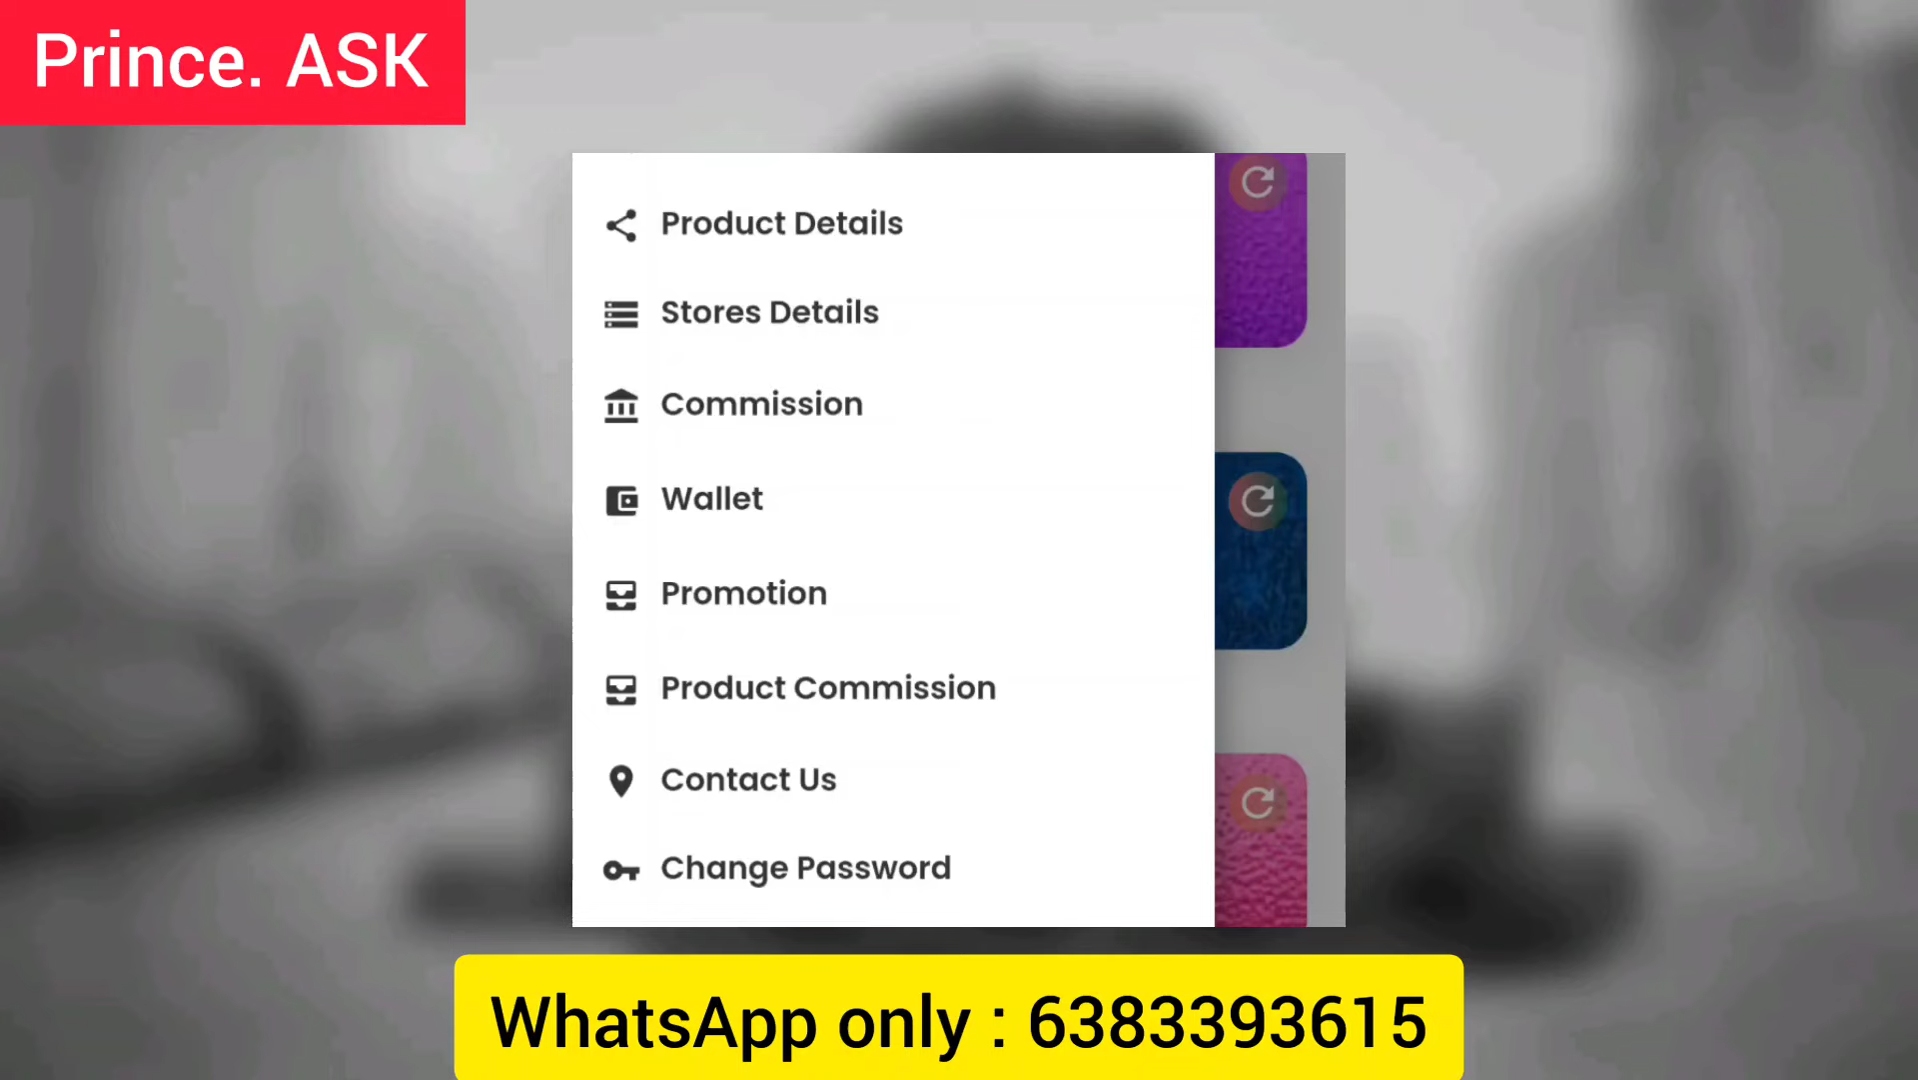 Prince. ASK
Product Details
Stores Details
Commission
Wallet
Promotion
Product Commission
Contact Us
Change Password
WhatsApp only : 6383393615